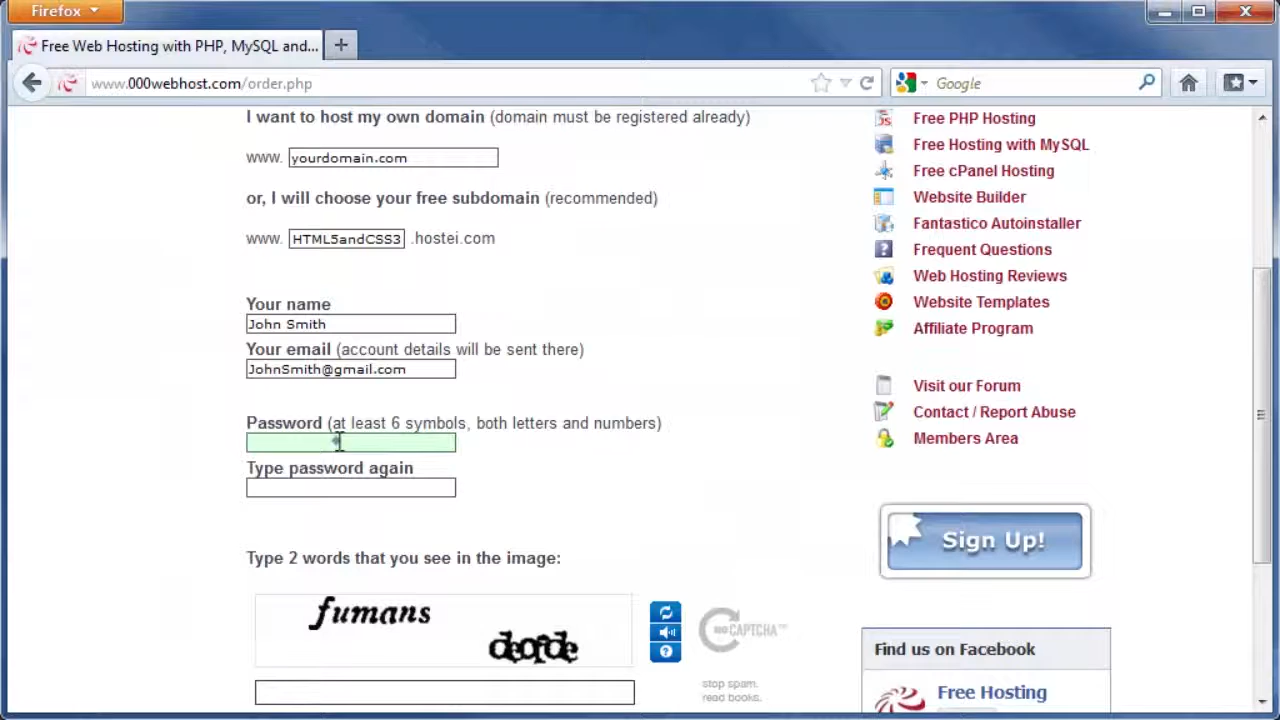 Firefox
Free Web Hosting with PHP, MySQL and...
www.000webhost.com/order.php
Google
I want to host my own domain (domain must be registered already)
www. yourdomain.com
or, I will choose your free subdomain (recommended)
www. HTML5andCSS3 .hostei.com
Your name
John Smith
Your email (account details will be sent there)
JohnSmith@gmail.com
Password (at least 6 symbols, both letters and numbers)
Type password again
Type 2 words that you see in the image:
fumans
stop spam.
read books.
Free PHP Hosting
Free Hosting with MySQL
Free cPanel Hosting
Website Builder
Fantastico Autoinstaller
Frequent Questions
Web Hosting Reviews
Website Templates
Affiliate Program
Visit our Forum
Contact / Report Abuse
Members Area
Sign Up!
Find us on Facebook
Free Hosting